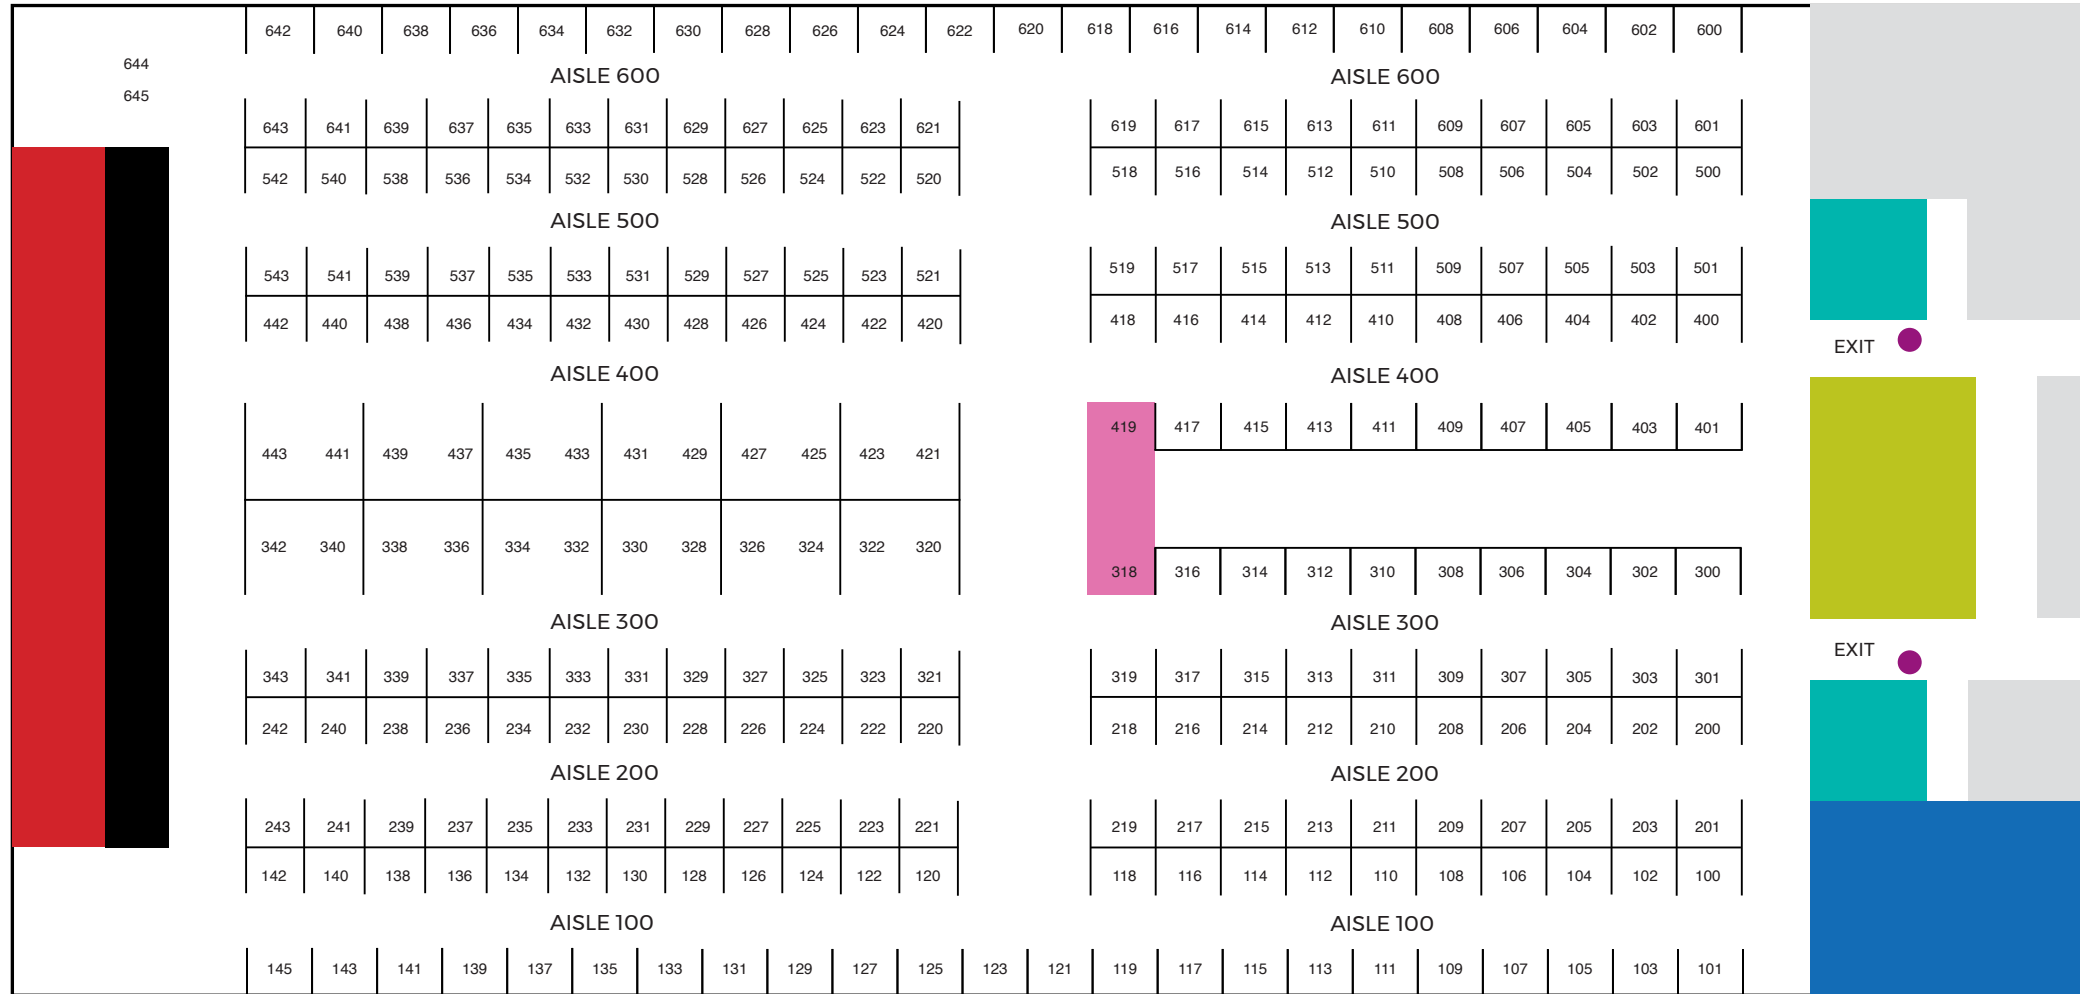 642 640 638 636 634 632 630 628 626 624 622 620 618 616 614 612 610 608 606 604 602 600
644
645
AISLE 600 AISLE 600
643 641 639 637 635 633 631 629 627 625 623 621 619 617 615 613 611 609 607 605 603 601
542 540 538 536 534 532 530 528 526 524 522 520 518 516 514 512 510 508 506 504 502 500
AISLE 500 AISLE 500
543 541 539 537 535 533 531 529 527 525 523 521 519 517 515 513 511 509 507 505 503 501
442 440 438 436 434 432 430 428 426 424 422 420 418 416 414 412 410 408 406 404 402 400
EXIT
AISLE 400 AISLE 400
419 417 415 413 411 409 407 405 403 401
443 441 439 437 435 433 431 429 427 425 423 421
342 340 338 336 334 332 330 328 326 324 322 320
318 316 314 312 310 308 306 304 302 300
AISLE 300 AISLE 300
EXIT
343 341 339 337 335 333 331 329 327 325 323 321 319 317 315 313 311 309 307 305 303 301
242 240 238 236 234 232 230 228 226 224 222 220 218 216 214 212 210 208 206 204 202 200
AISLE 200 AISLE 200
243 241 239 237 235 233 231 229 227 225 223 221 219 217 215 213 211 209 207 205 203 201
142 140 138 136 134 132 130 128 126 124 122 120 118 116 114 112 110 108 106 104 102 100
AISLE 100 AISLE 100
145 143 141 139 137 135 133 131 129 127 125 123 121 119 117 115 113 111 109 107 105 103 101